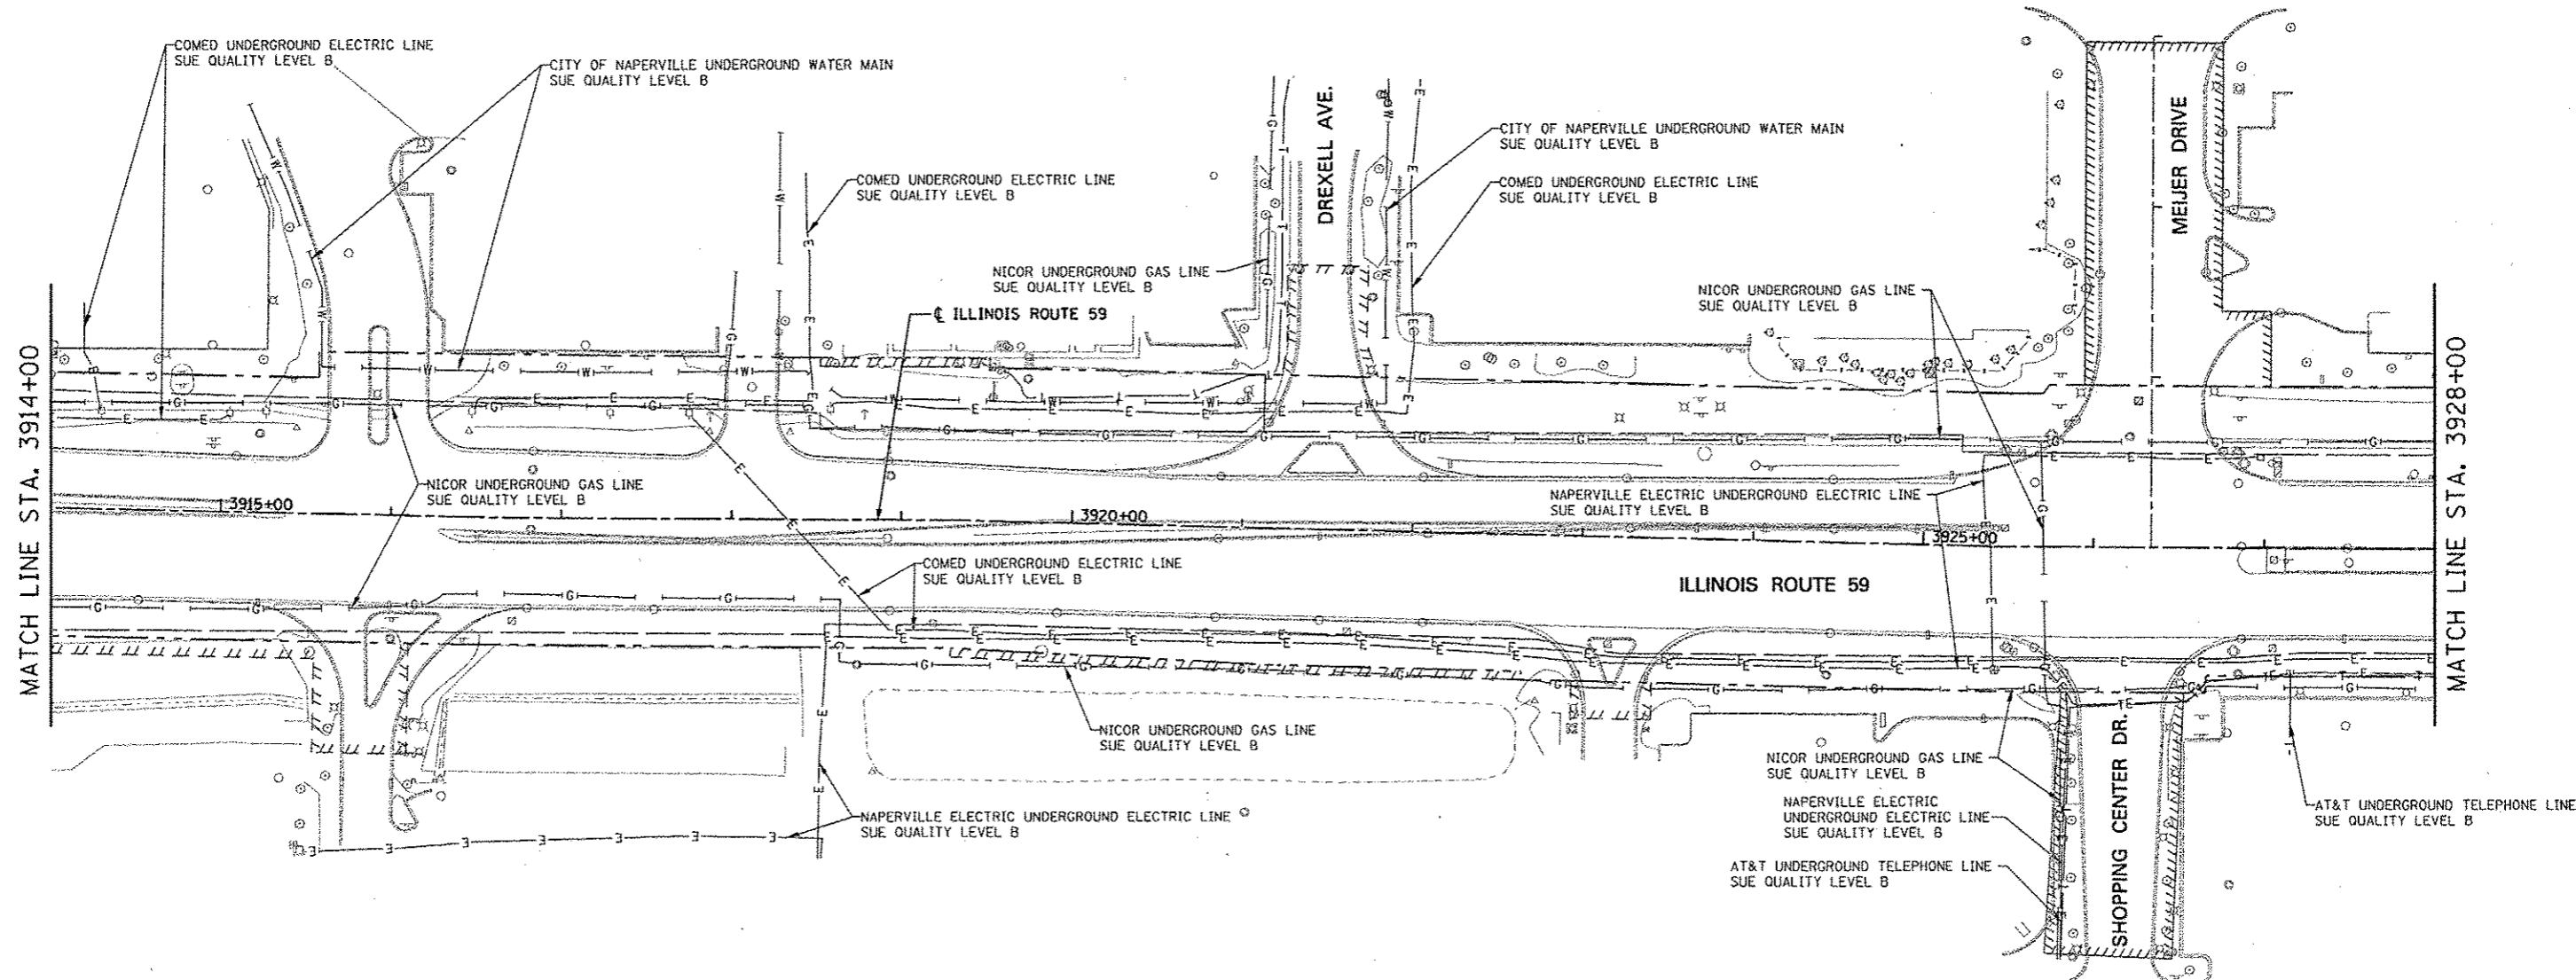 COMED UNDERGROUND ELECTRIC LINE
SUE QUALITY LEVEL B
CITY OF NAPERVILLE UNDERGROUND WATER MAIN
SUE QUALITY LEVEL B
COMED UNDERGROUND ELECTRIC LINE
SUE QUALITY LEVEL B
NICOR UNDERGROUND GAS LINE
SUE QUALITY LEVEL B
℄ ILLINOIS ROUTE 59
DREXELL AVE.
CITY OF NAPERVILLE UNDERGROUND WATER MAIN
SUE QUALITY LEVEL B
COMED UNDERGROUND ELECTRIC LINE
SUE QUALITY LEVEL B
MEIJER DRIVE
NICOR UNDERGROUND GAS LINE
SUE QUALITY LEVEL B
MATCH LINE STA. 3914+00
MATCH LINE STA. 3928+00
NICOR UNDERGROUND GAS LINE
SUE QUALITY LEVEL B
NAPERVILLE ELECTRIC UNDERGROUND ELECTRIC LINE
SUE QUALITY LEVEL B
3915+00
3920+00
3925+00
COMED UNDERGROUND ELECTRIC LINE
SUE QUALITY LEVEL B
ILLINOIS ROUTE 59
NICOR UNDERGROUND GAS LINE
SUE QUALITY LEVEL B
NAPERVILLE ELECTRIC UNDERGROUND ELECTRIC LINE
SUE QUALITY LEVEL B
NICOR UNDERGROUND GAS LINE
SUE QUALITY LEVEL B
NAPERVILLE ELECTRIC
UNDERGROUND ELECTRIC LINE
SUE QUALITY LEVEL B
AT&T UNDERGROUND TELEPHONE LINE
SUE QUALITY LEVEL B
SHOPPING CENTER DR.
AT&T UNDERGROUND TELEPHONE LINE
SUE QUALITY LEVEL B